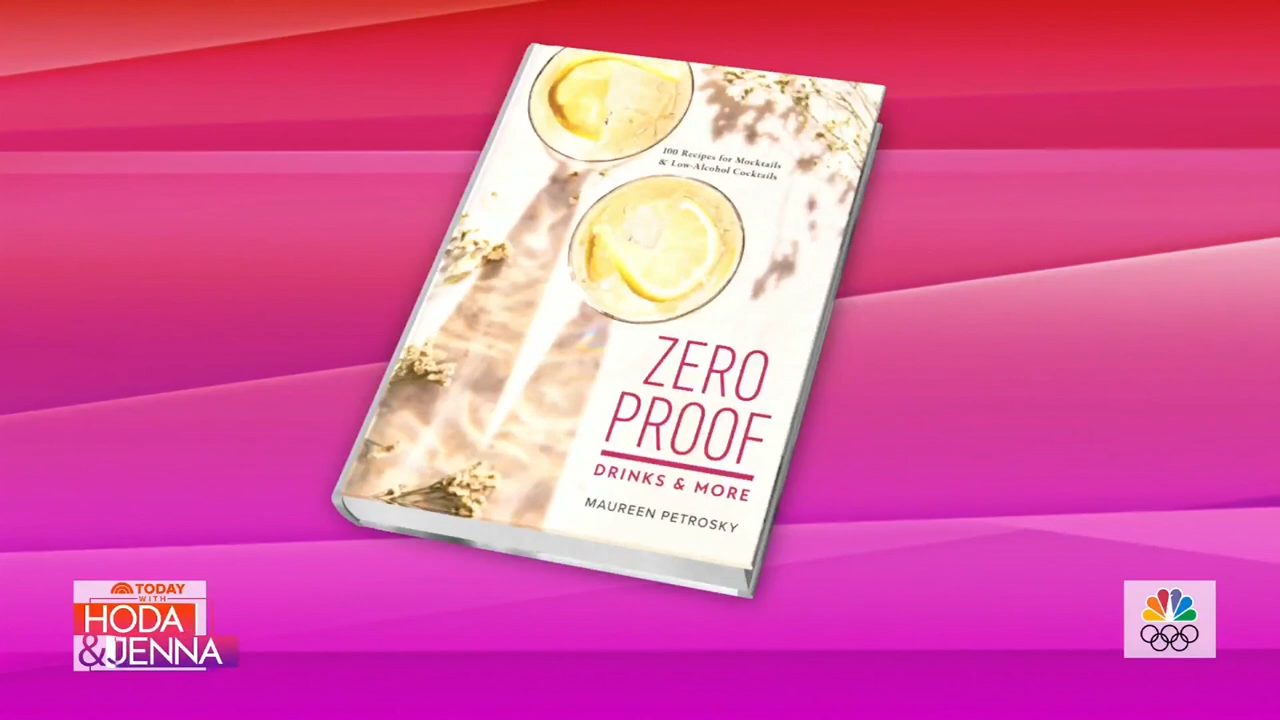 100 Recipes for Mocktails
& Low-Alcohol Cocktails
ZERO
PROOF
DRINKS & MORE
MAUREEN PETROSKY
TODAY
WITH
HODA
&JENNA